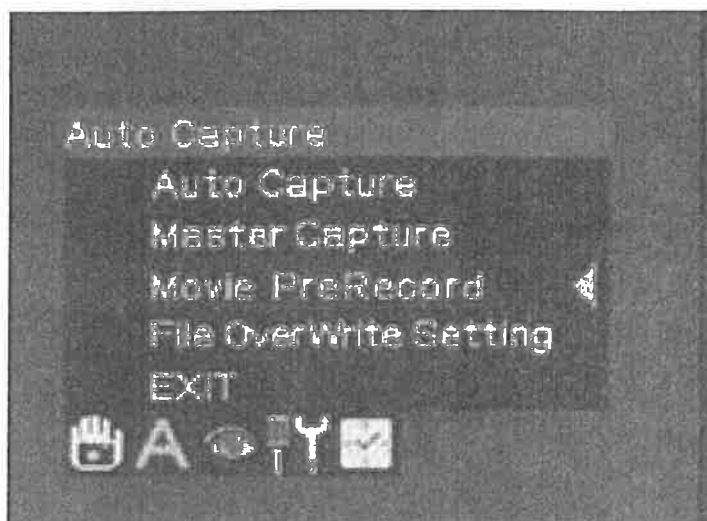 Auto Capture
Auto Capture
Master Capture
Movie PreRecord
File OverWrite Setting
EXIT
A